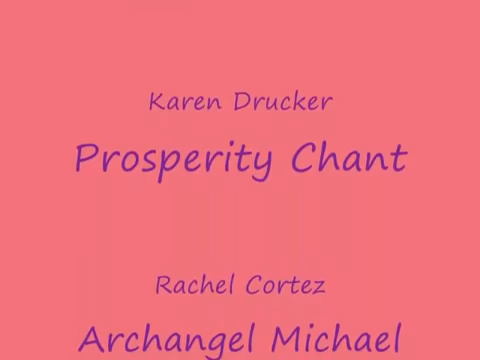 Karen Drucker
Prosperity Chant
Rachel Cortez
Archangel Michael